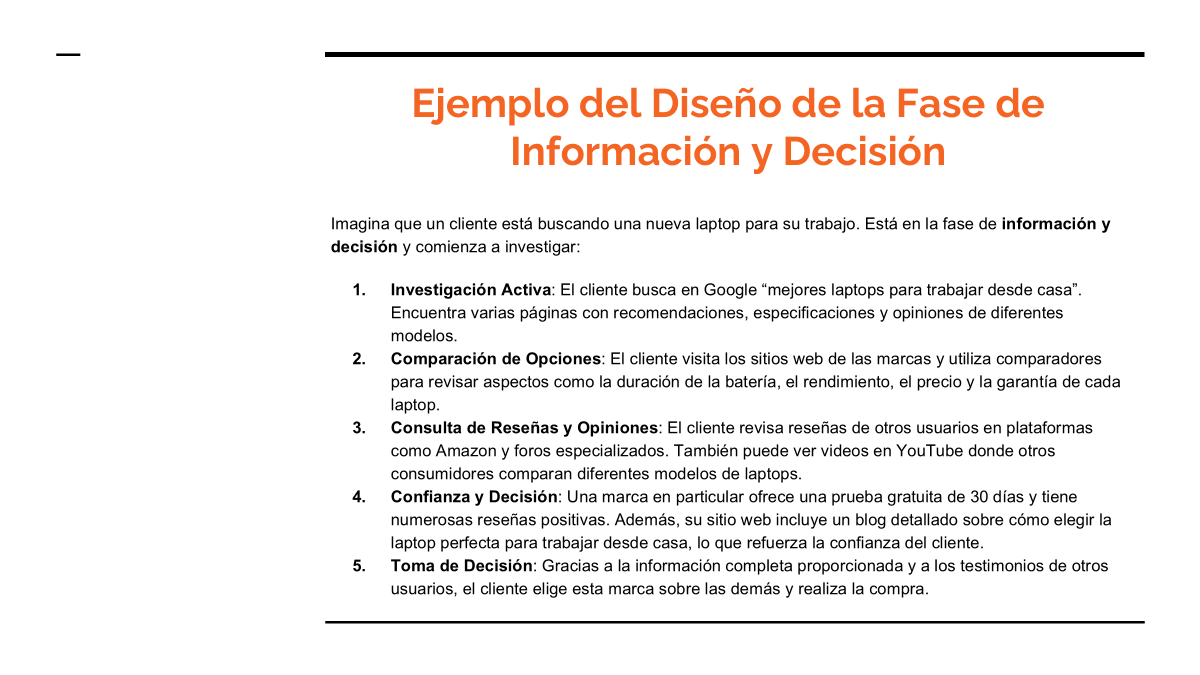 Ejemplo del Diseño de la Fase de
Información y Decisión
Imagina que un cliente está buscando una nueva laptop para su trabajo. Está en la fase de información y
decisión y comienza a investigar:
1. Investigación Activa: El cliente busca en Google “mejores laptops para trabajar desde casa”.
Encuentra varias páginas con recomendaciones, especificaciones y opiniones de diferentes
modelos.
2. Comparación de Opciones: El cliente visita los sitios web de las marcas y utiliza comparadores
para revisar aspectos como la duración de la batería, el rendimiento, el precio y la garantía de cada
laptop.
3. Consulta de Reseñas y Opiniones: El cliente revisa reseñas de otros usuarios en plataformas
como Amazon y foros especializados. También puede ver videos en YouTube donde otros
consumidores comparan diferentes modelos de laptops.
4. Confianza y Decisión: Una marca en particular ofrece una prueba gratuita de 30 días y tiene
numerosas reseñas positivas. Además, su sitio web incluye un blog detallado sobre cómo elegir la
laptop perfecta para trabajar desde casa, lo que refuerza la confianza del cliente.
5. Toma de Decisión: Gracias a la información completa proporcionada y a los testimonios de otros
usuarios, el cliente elige esta marca sobre las demás y realiza la compra.